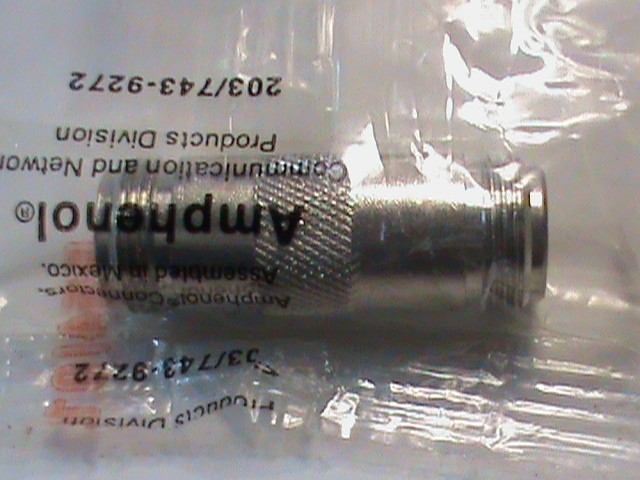 Amphenol® Connectors.
Assembled in Mexico.
Amphenol®
Communication and Networ
Products Division
203/743-9272
Products Division
03/743-9272